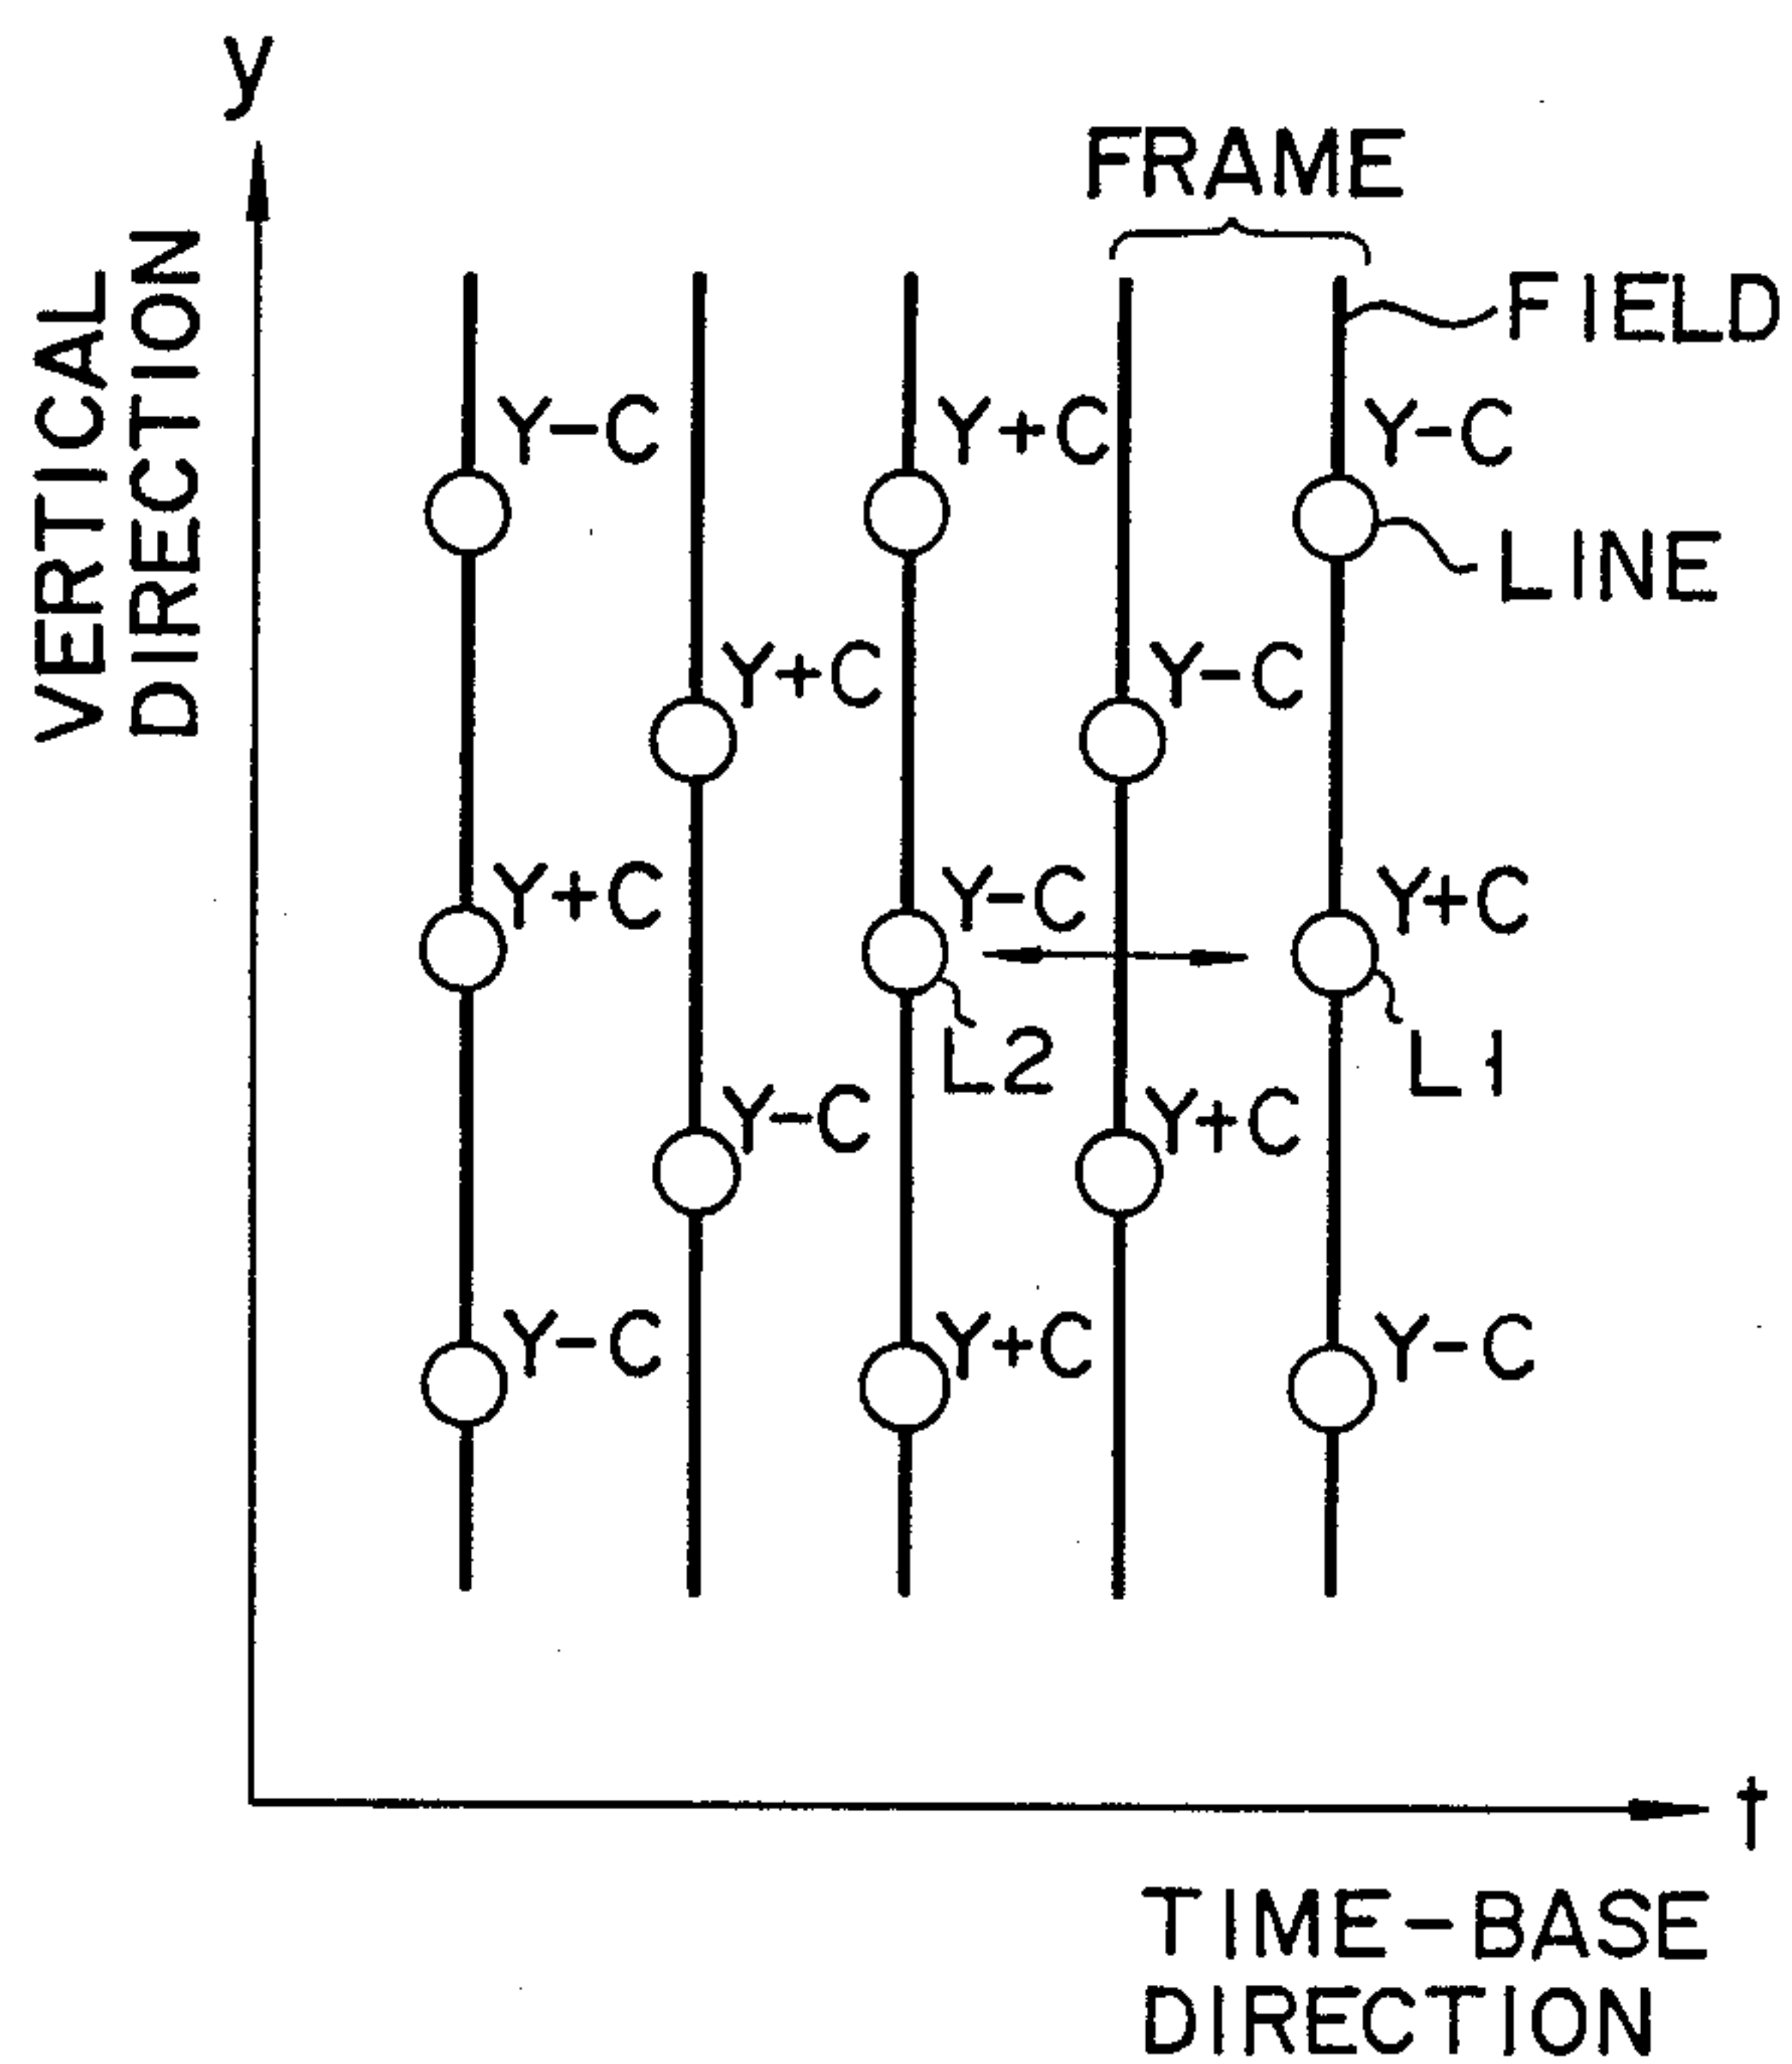 y
VERTICAL
DIRECTION
FRAME
FIELD
Y-C
Y+C
Y-C
LINE
Y+C
Y-C
Y+C
Y-C
Y+C
L2
L1
Y-C
Y+C
Y-C
Y+C
Y-C
t
TIME-BASE
DIRECTION